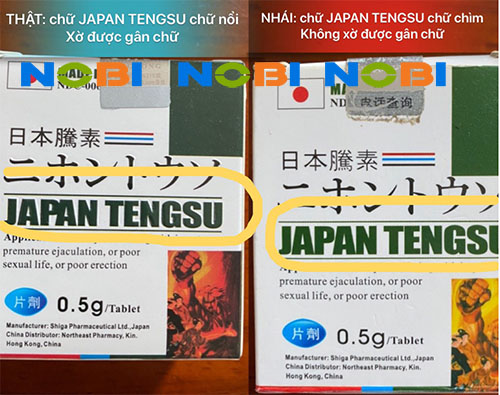 THẬT: chữ JAPAN TENGSU chữ nổi
Xờ được gân chữ
NHÁI: chữ JAPAN TENGSU chữ chìm
Không xờ được gân chữ
NOBI NOBI NOBI
日本騰素
ニホントウソ
JAPAN TENGSU
premature ejaculation, or poor
sexual life, or poor erection
片劑 0.5g/Tablet
Manufacturer: Shiga Pharmaceutical Ltd.,Japan
China Distributor: Northeast Pharmacy, Kin.
Hong Kong, China
日本騰素
ニホントウソ
JAPAN TENGSU
premature ejaculation, or poor
sexual life, or poor erection
片劑 0.5g/Tablet
Manufacturer: Shiga Pharmaceutical Ltd.,Japan
China Distributor: Northeast Pharmacy, Kin.
Hong Kong, China